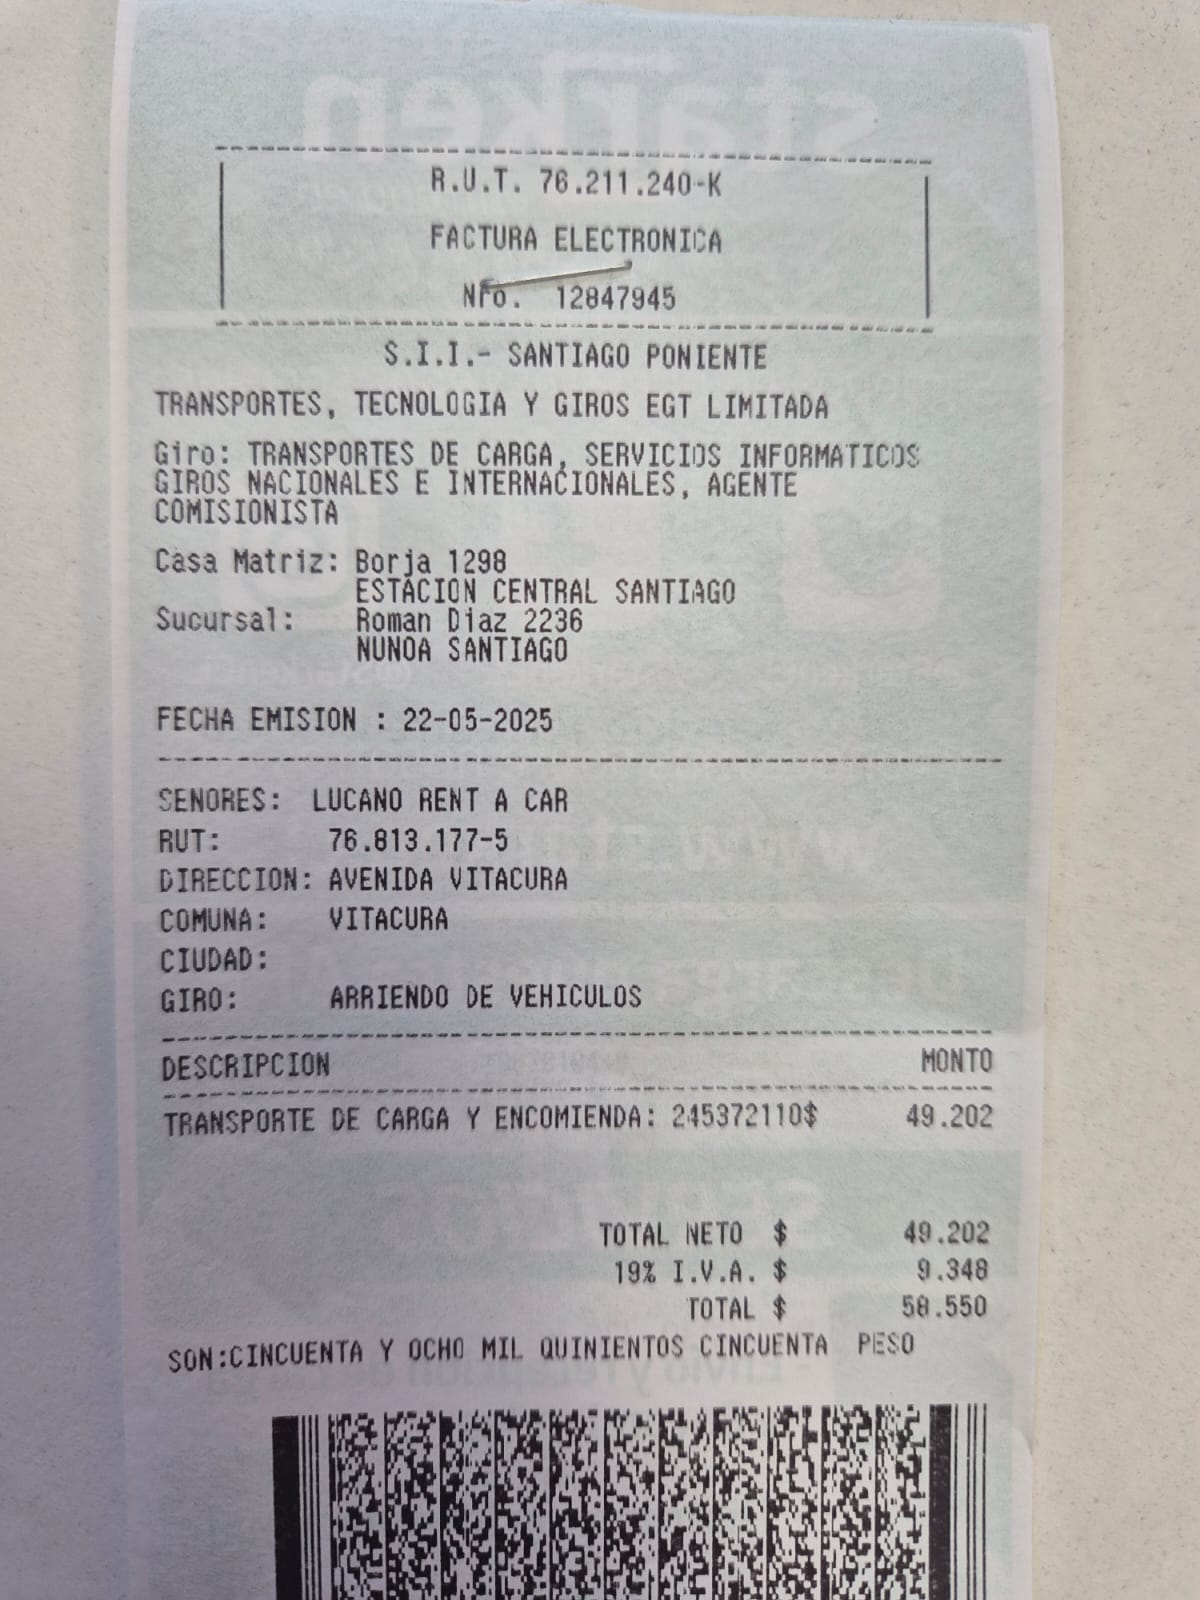 R.U.T. 76.211.240-K
FACTURA ELECTRONICA
Nro. 12847945
S.I.I.- SANTIAGO PONIENTE
TRANSPORTES, TECNOLOGIA Y GIROS EGT LIMITADA
Giro: TRANSPORTES DE CARGA, SERVICIOS INFORMATICOS
GIROS NACIONALES E INTERNACIONALES, AGENTE
COMISIONISTA
Casa Matriz: Borja 1298
ESTACION CENTRAL SANTIAGO
Sucursal: Roman Diaz 2236
NUNOA SANTIAGO
FECHA EMISION : 22-05-2025
SENORES: LUCANO RENT A CAR
RUT: 76.813.177-5
DIRECCION: AVENIDA VITACURA
COMUNA: VITACURA
CIUDAD:
GIRO: ARRIENDO DE VEHICULOS
DESCRIPCION MONTO
TRANSPORTE DE CARGA Y ENCOMIENDA: 245372110$ 49.202
TOTAL NETO $ 49.202
19% I.V.A. $ 9.348
TOTAL $ 58.550
SON:CINCUENTA Y OCHO MIL QUINIENTOS CINCUENTA PESO